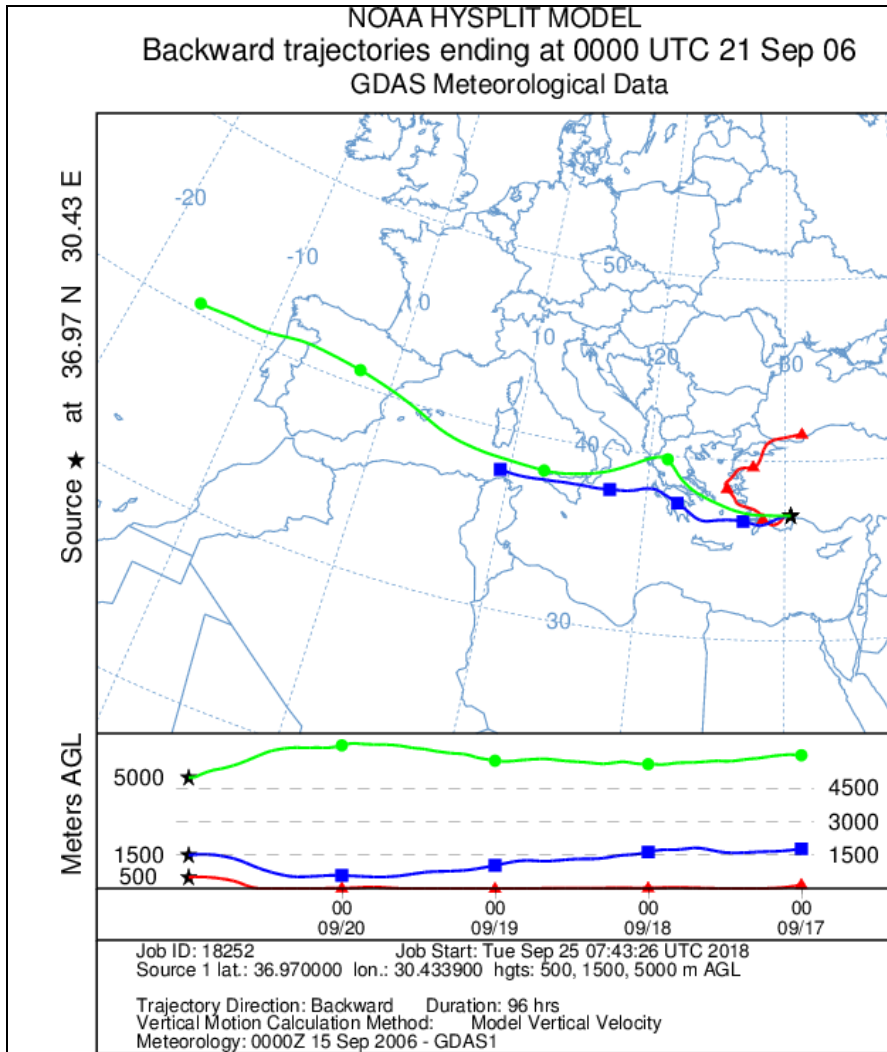 NOAA HYSPLIT MODEL
Backward trajectories ending at 0000 UTC 21 Sep 06
GDAS Meteorological Data
Source ★ at 36.97 N 30.43 E
-20
-10
0
10
20
30
50
40
30
Meters AGL
5000
1500
500
4500
3000
1500
00 00 00 00
09/20 09/19 09/18 09/17
Job ID: 18252 Job Start: Tue Sep 25 07:43:26 UTC 2018
Source 1 lat.: 36.970000 lon.: 30.433900 hgts: 500, 1500, 5000 m AGL
Trajectory Direction: Backward Duration: 96 hrs
Vertical Motion Calculation Method: Model Vertical Velocity
Meteorology: 0000Z 15 Sep 2006 - GDAS1